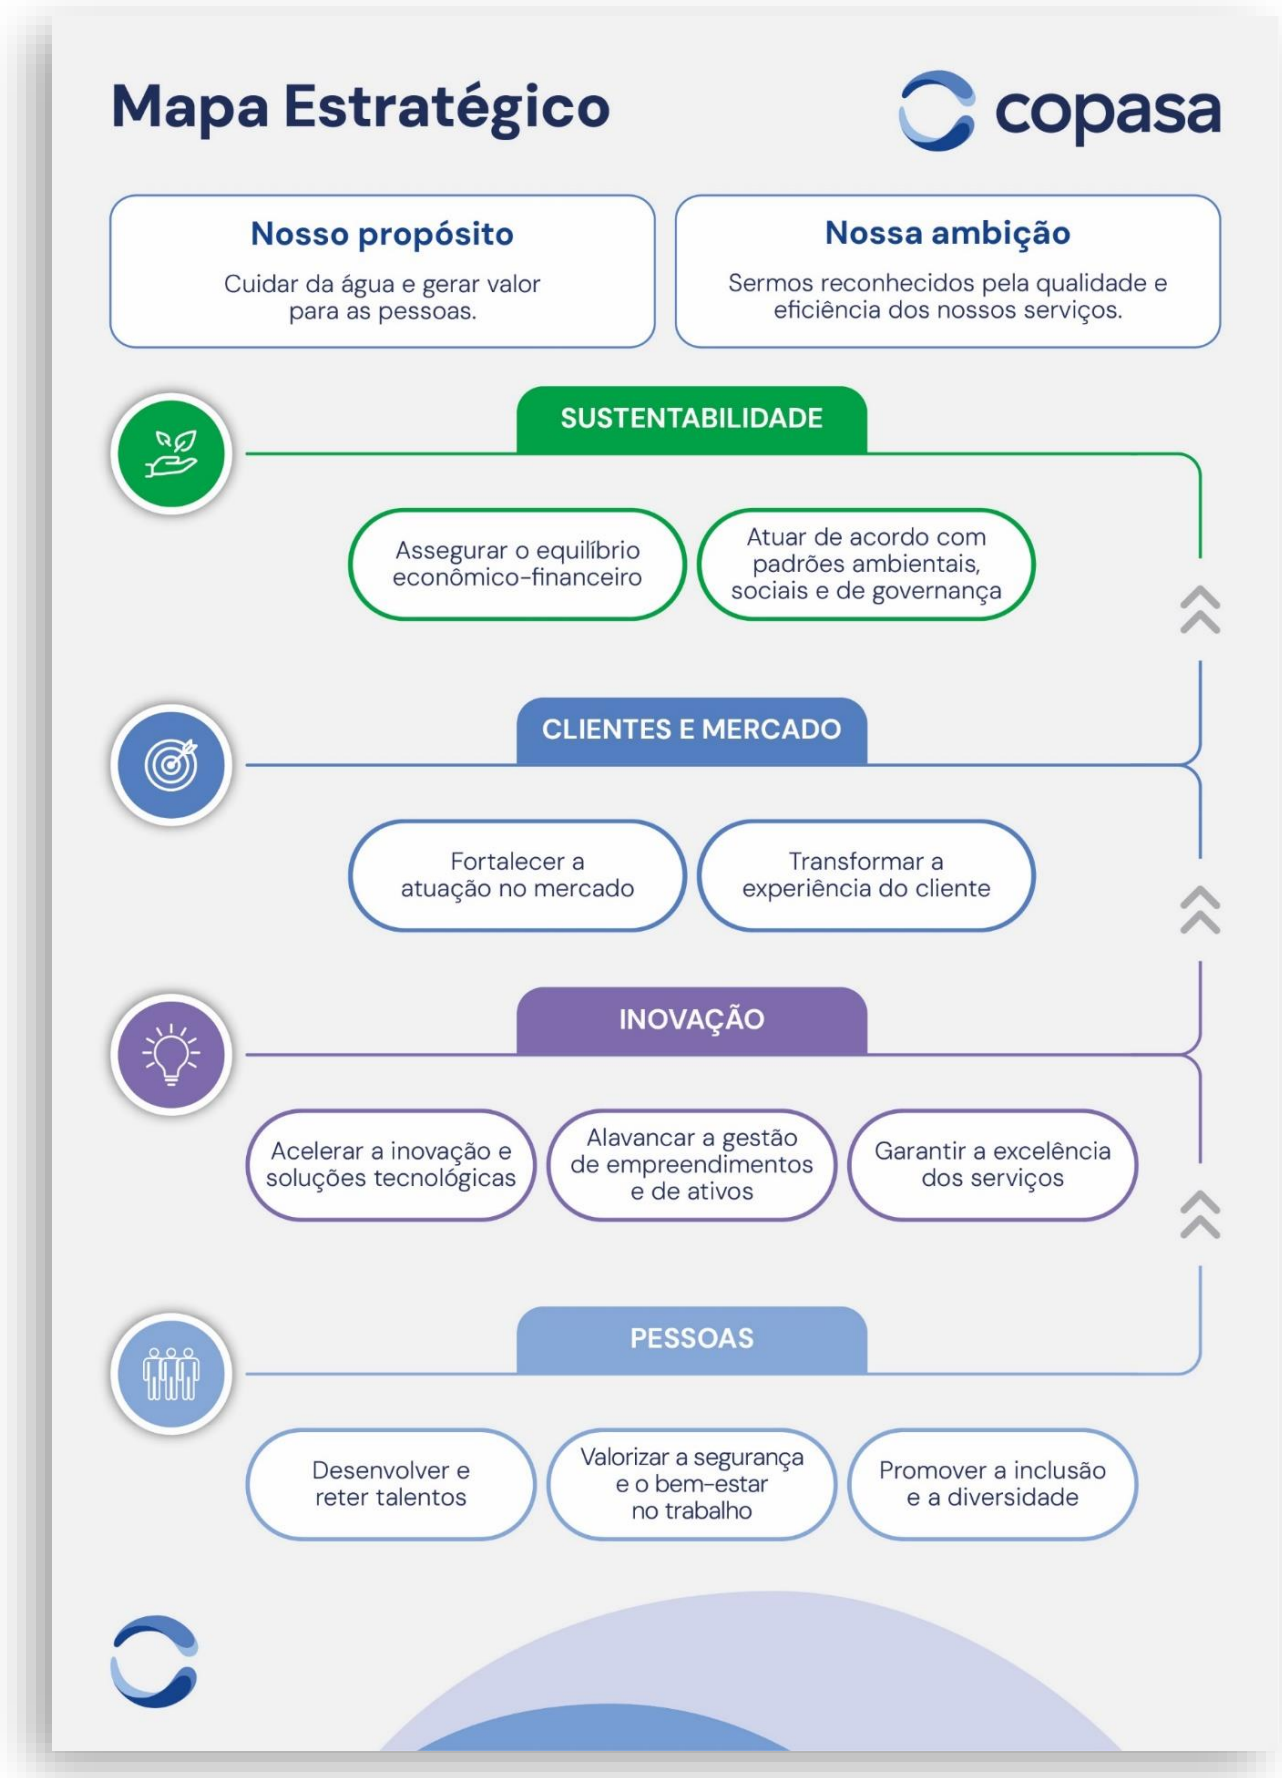 Mapa Estratégico
copasa
Nosso propósito
Cuidar da água e gerar valor
para as pessoas.
Nossa ambição
Sermos reconhecidos pela qualidade e
eficiência dos nossos serviços.
SUSTENTABILIDADE
Assegurar o equilíbrio
econômico-financeiro
Atuar de acordo com
padrões ambientais,
sociais e de governança
CLIENTES E MERCADO
Fortalecer a
atuação no mercado
Transformar a
experiência do cliente
INOVAÇÃO
Acelerar a inovação e
soluções tecnológicas
Alavancar a gestão
de empreendimentos
e de ativos
Garantir a excelência
dos serviços
PESSOAS
Desenvolver e
reter talentos
Valorizar a segurança
e o bem-estar
no trabalho
Promover a inclusão
e a diversidade